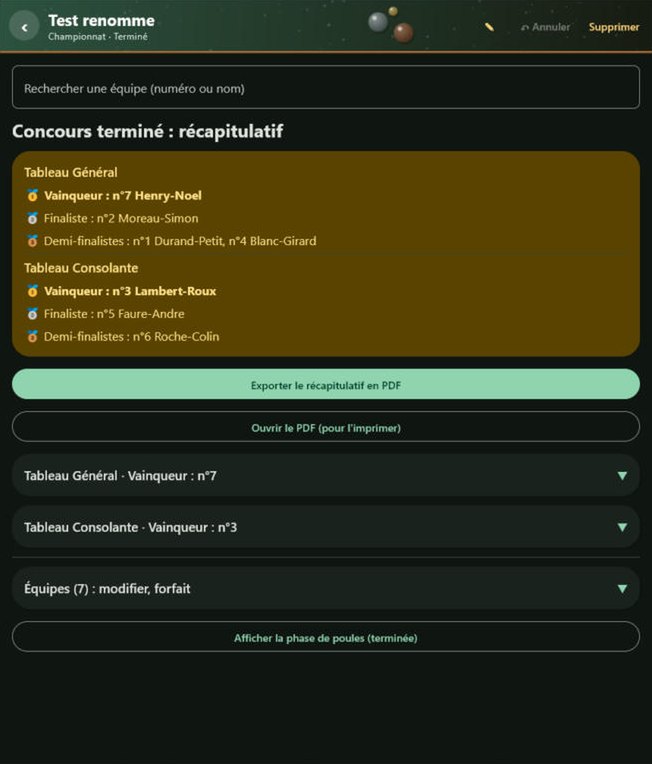 Test renomme
Championnat · Terminé
Annuler
Supprimer
Rechercher une équipe (numéro ou nom)
Concours terminé : récapitulatif
Tableau Général
Vainqueur : n°7 Henry-Noel
Finaliste : n°2 Moreau-Simon
Demi-finalistes : n°1 Durand-Petit, n°4 Blanc-Girard
Tableau Consolante
Vainqueur : n°3 Lambert-Roux
Finaliste : n°5 Faure-Andre
Demi-finalistes : n°6 Roche-Colin
Exporter le récapitulatif en PDF
Ouvrir le PDF (pour l'imprimer)
Tableau Général · Vainqueur : n°7
Tableau Consolante · Vainqueur : n°3
Équipes (7) : modifier, forfait
Afficher la phase de poules (terminée)